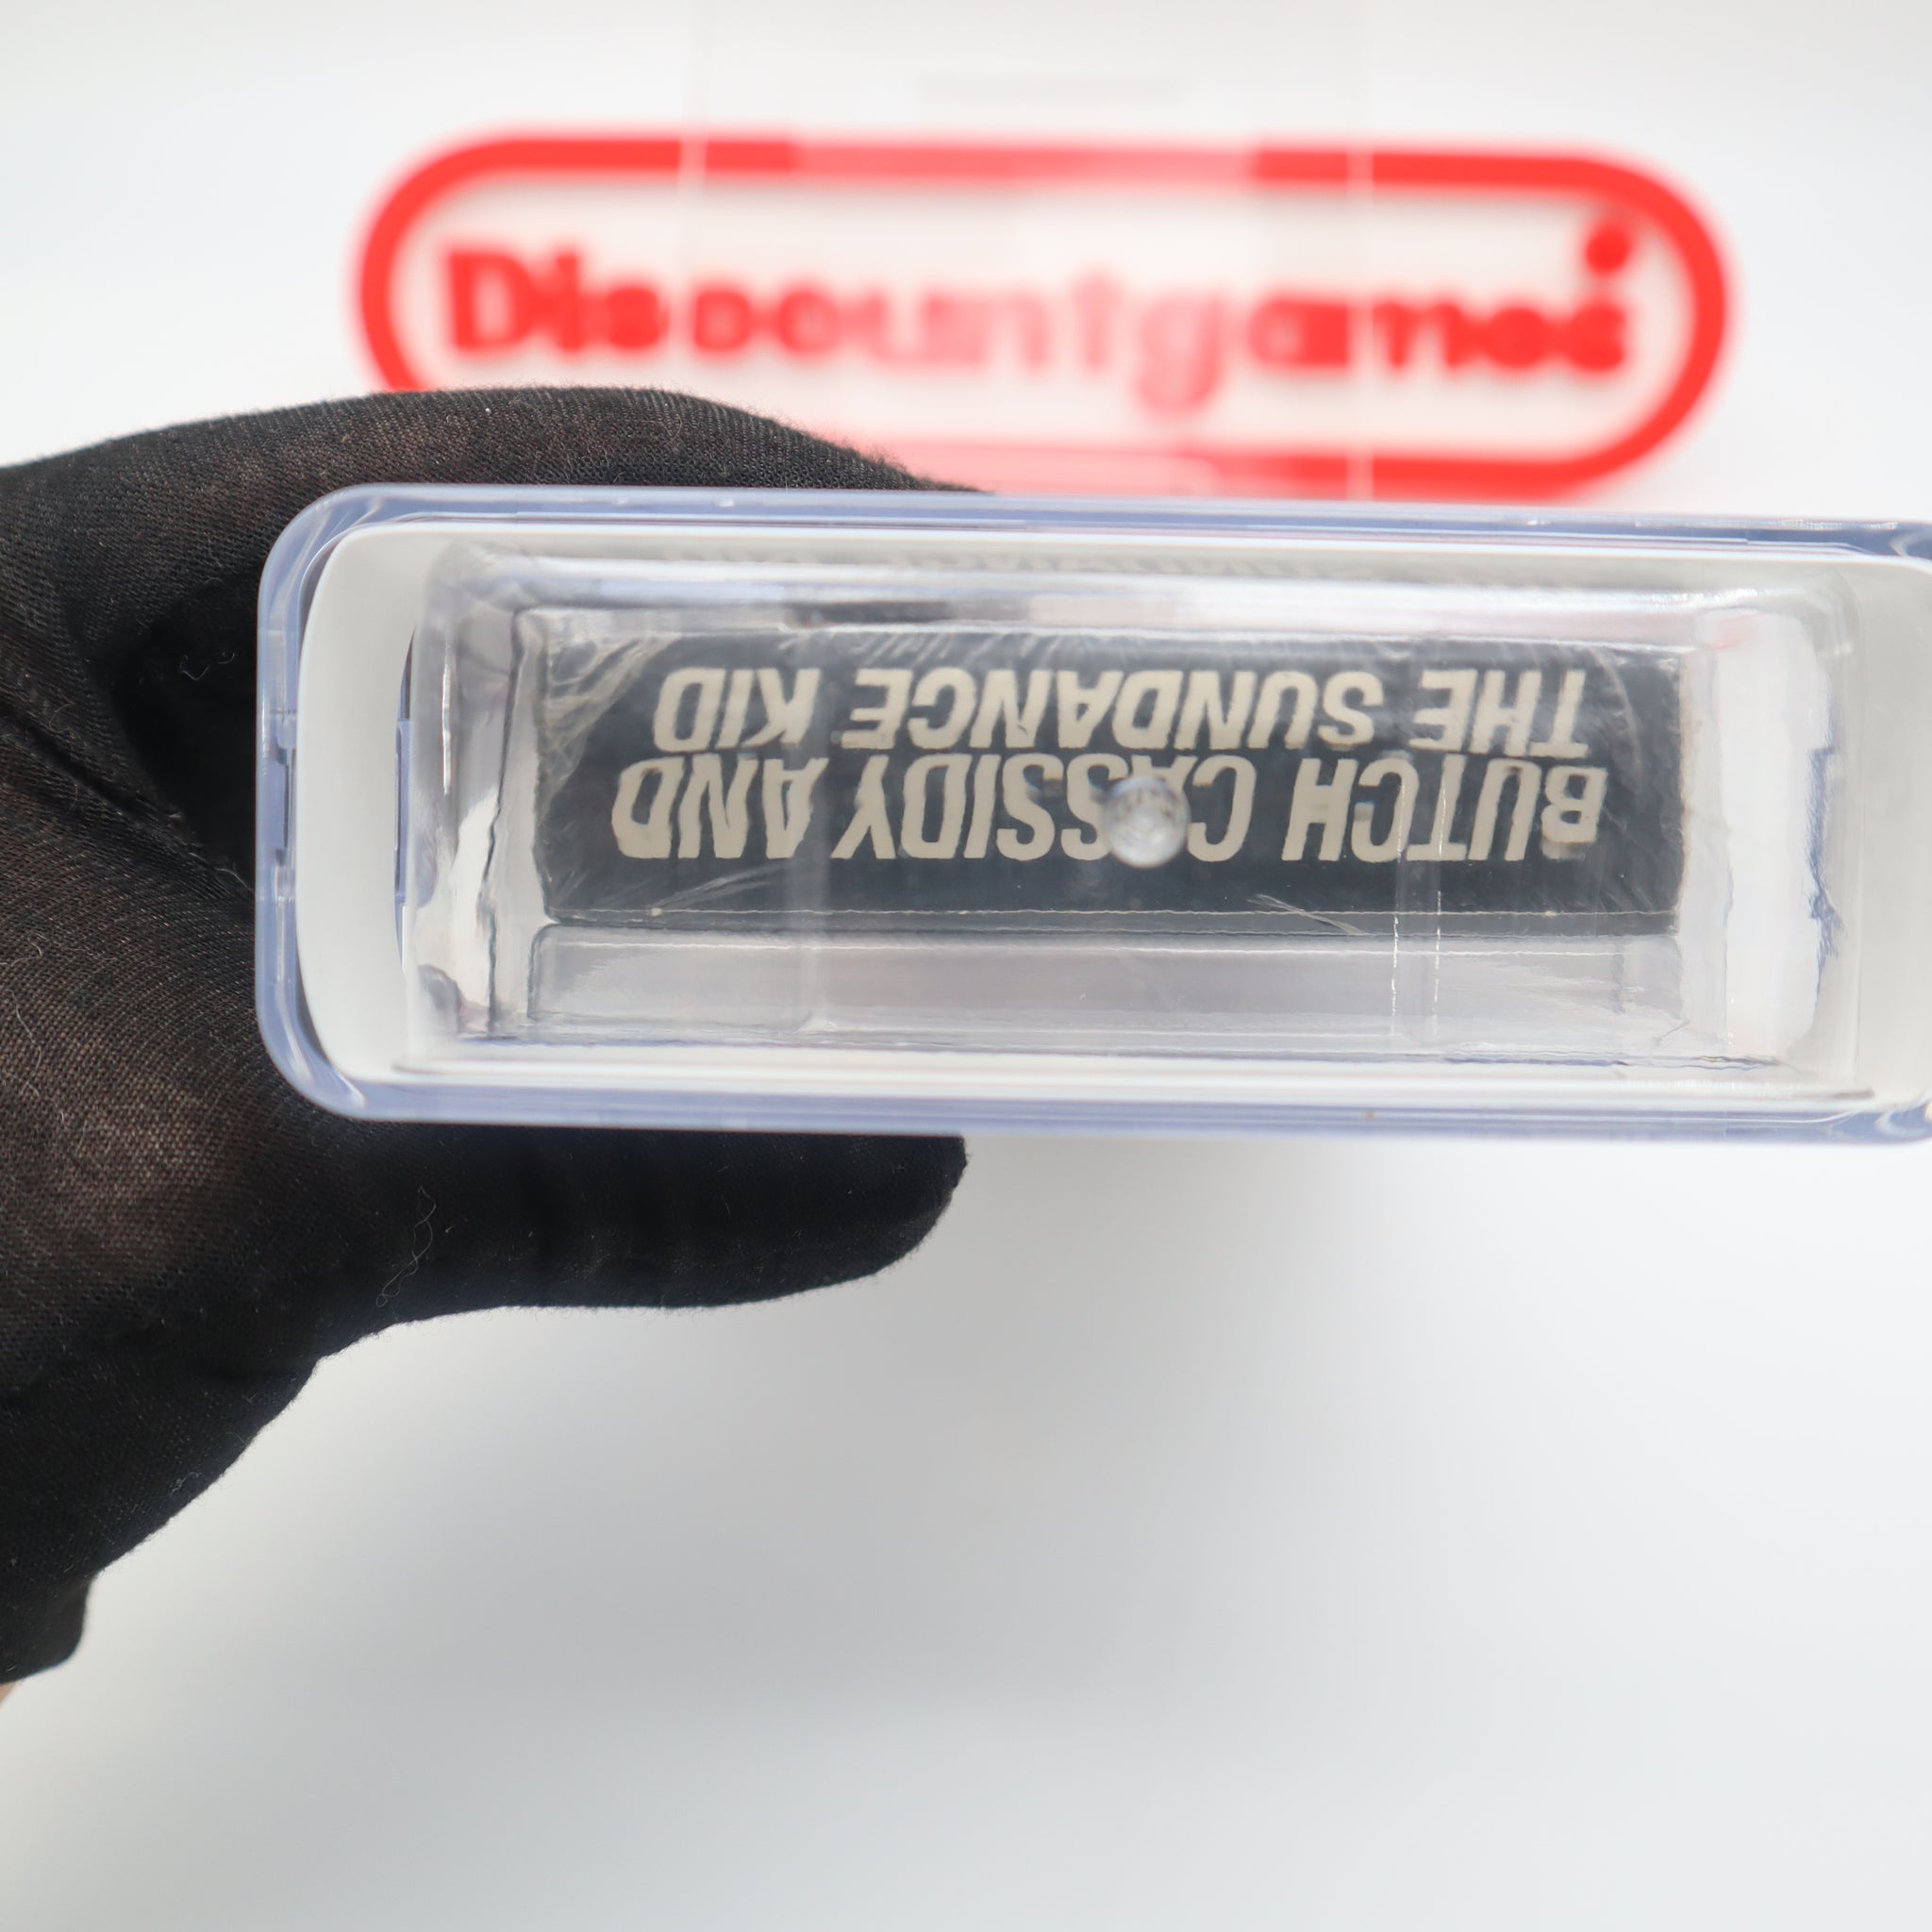 Discountgames
BUTCH CASSIDY AND
THE SUNDANCE KID